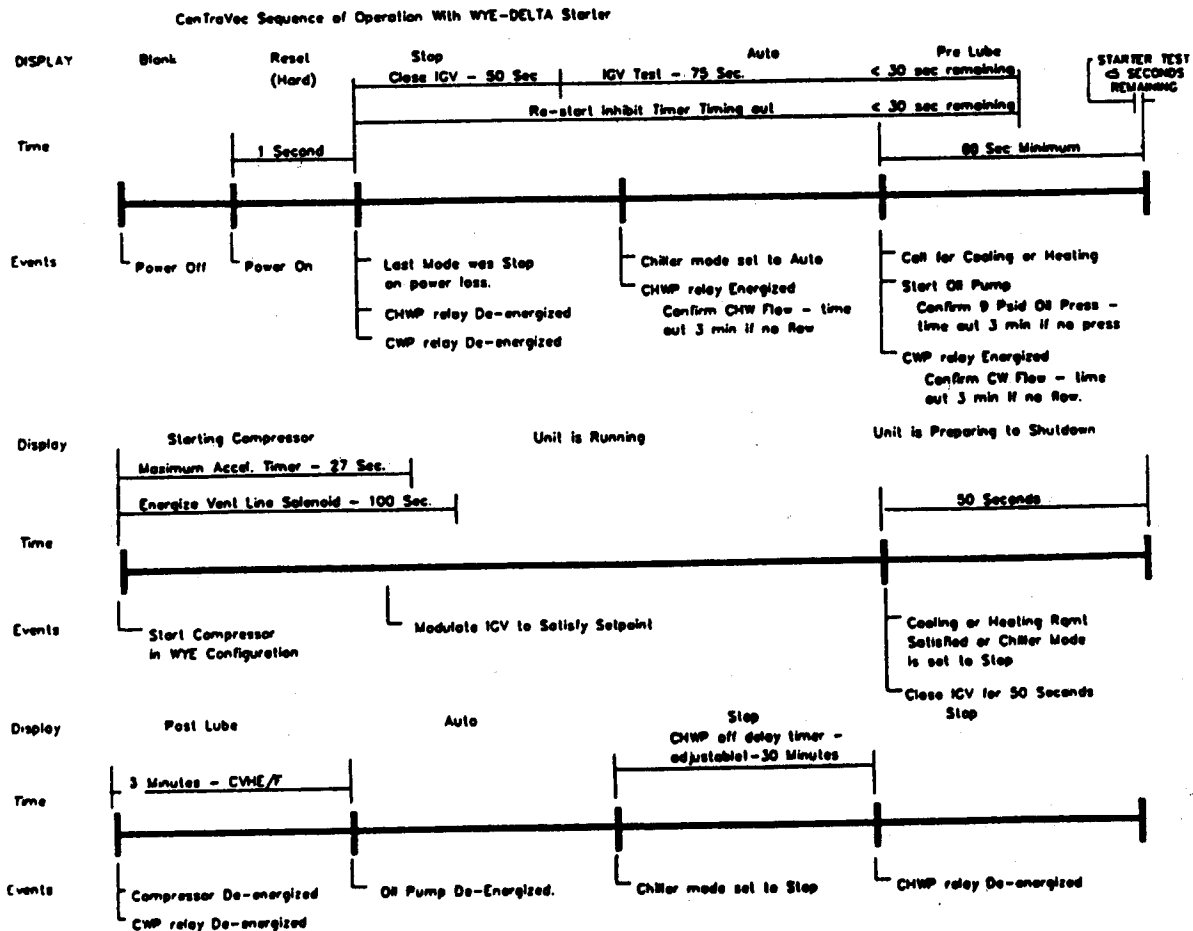 CenTraVac Sequence of Operation With WYE-DELTA Starter
DISPLAY
Blank
Reset
(Hard)
Stop
Auto
Pre Lube
STARTER TEST
<5 SECONDS
REMAINING
Close IGV - 50 Sec
IGV Test - 75 Sec.
< 30 sec remaining
Re-start Inhibit Timer Timing out
< 30 sec remaining
Time
1 Second
60 Sec Minimum
Events
Power Off
Power On
Last Mode was Stop
on power loss.
CHWP relay De-energized
CWP relay De-energized
Chiller mode set to Auto
CHWP relay Energized
Confirm CHW Flow - time
out 3 min if no flow
Call for Cooling or Heating
Start Oil Pump
Confirm 9 Psid Oil Press -
time out 3 min if no press
CWP relay Energized
Confirm CW Flow - time
out 3 min if no flow.
Display
Starting Compressor
Unit is Running
Unit is Preparing to Shutdown
Maximum Accel. Timer - 27 Sec.
Energize Vent Line Solenoid - 100 Sec.
50 Seconds
Time
Events
Start Compressor
in WYE Configuration
Modulate IGV to Satisfy Setpoint
Cooling or Heating Rqmt
Satisfied or Chiller Mode
is set to Stop
Close IGV for 50 Seconds
Stop
Display
Post Lube
Auto
Stop
CHWP off delay timer -
adjustable1-30 Minutes
3 Minutes - CVHE/F
Time
Events
Compressor De-energized
CWP relay De-energized
Oil Pump De-Energized.
Chiller mode set to Stop
CHWP relay De-energized